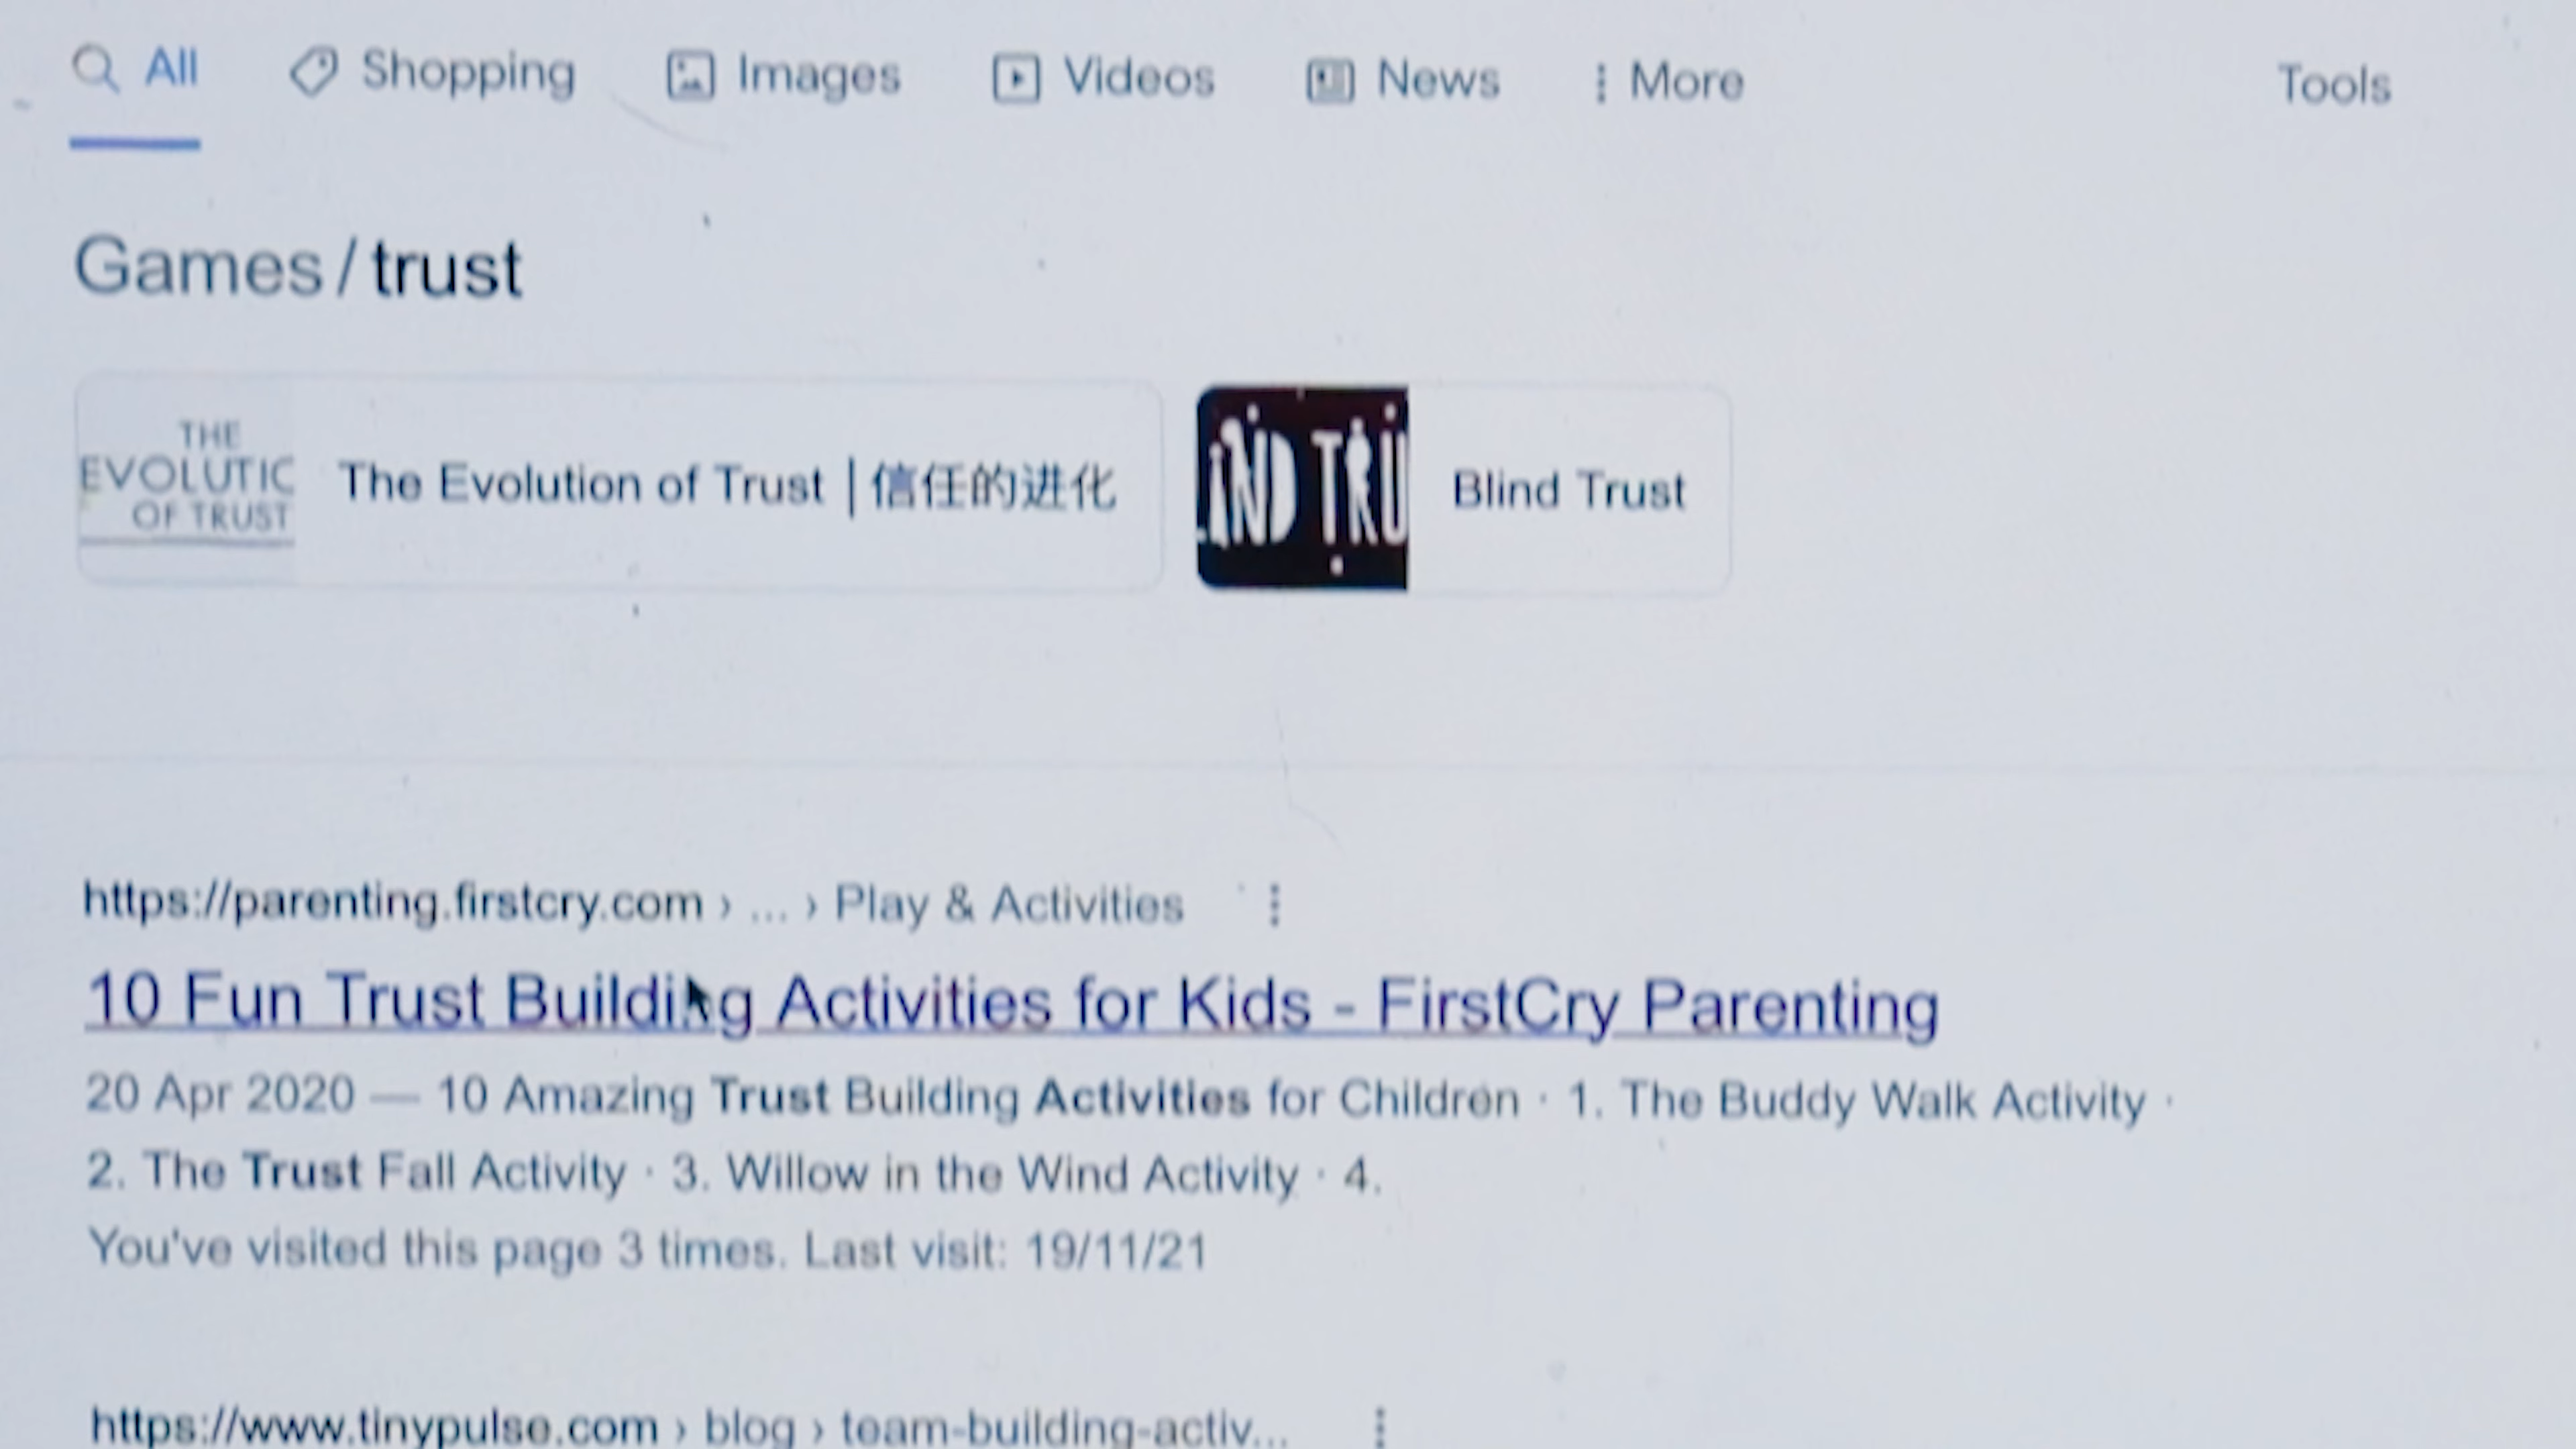 All Shopping Images Videos News More Tools
Games / trust
THE
EVOLUTIC
OF TRUST
The Evolution of Trust | 信任的进化
IND TRU
Blind Trust
https://parenting.firstcry.com › ... › Play & Activities
10 Fun Trust Building Activities for Kids - FirstCry Parenting
20 Apr 2020 — 10 Amazing Trust Building Activities for Children · 1. The Buddy Walk Activity ·
2. The Trust Fall Activity · 3. Willow in the Wind Activity · 4.
You've visited this page 3 times. Last visit: 19/11/21
https://www.tinypulse.com › blog › team-building-activ...